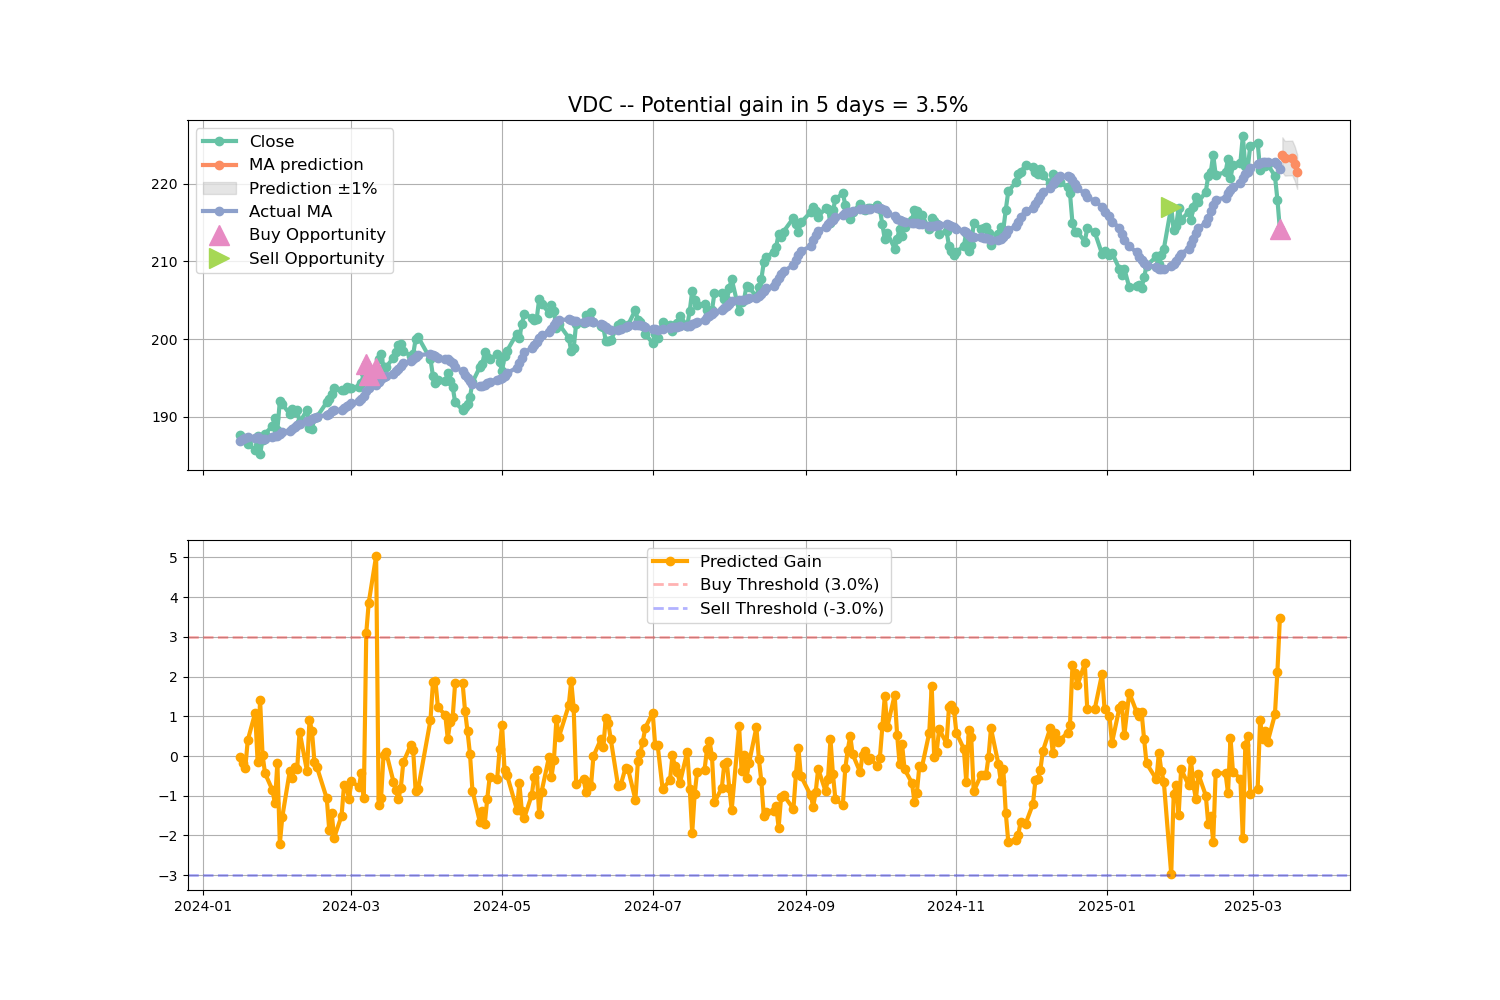 VDC -- Potential gain in 5 days = 3.5%
Close
MA prediction
Prediction ±1%
Actual MA
Buy Opportunity
Sell Opportunity
220
210
200
190
Predicted Gain
Buy Threshold (3.0%)
Sell Threshold (-3.0%)
5
4
3
2
1
0
−1
−2
−3
2024-01
2024-03
2024-05
2024-07
2024-09
2024-11
2025-01
2025-03